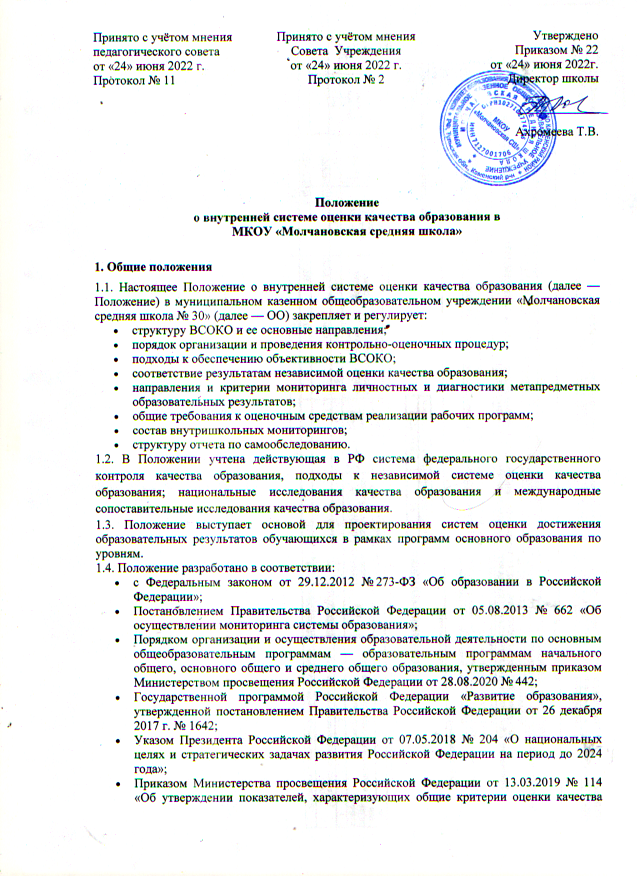 Принято с учётом мнения
педагогического совета
от «24» июня 2022 г.
Протокол № 11
Принято с учётом мнения
Совета Учреждения
от «24» июня 2022 г.
Протокол № 2
Утверждено
Приказом № 22
от «24» июня 2022г.
Директор школы
Ахромеева Т.В.
МКОУ
«Молчановская СШ»
Положение
о внутренней системе оценки качества образования в
МКОУ «Молчановская средняя школа»
1. Общие положения
1.1. Настоящее Положение о внутренней системе оценки качества образования (далее —
Положение) в муниципальном казенном общеобразовательном учреждении «Молчановская
средняя школа № 30» (далее — ОО) закрепляет и регулирует:
• структуру ВСОКО и ее основные направления;
• порядок организации и проведения контрольно-оценочных процедур;
• подходы к обеспечению объективности ВСОКО;
• соответствие результатам независимой оценки качества образования;
• направления и критерии мониторинга личностных и диагностики метапредметных
образовательных результатов;
• общие требования к оценочным средствам реализации рабочих программ;
• состав внутришкольных мониторингов;
• структуру отчета по самообследованию.
1.2. В Положении учтена действующая в РФ система федерального государственного
контроля качества образования, подходы к независимой системе оценки качества
образования; национальные исследования качества образования и международные
сопоставительные исследования качества образования.
1.3. Положение выступает основой для проектирования систем оценки достижения
образовательных результатов обучающихся в рамках программ основного образования по
уровням.
1.4. Положение разработано в соответствии:
• с Федеральным законом от 29.12.2012 №273-ФЗ «Об образовании в Российской
Федерации»;
• Постановлением Правительства Российской Федерации от 05.08.2013 № 662 «Об
осуществлении мониторинга системы образования»;
• Порядком организации и осуществления образовательной деятельности по основным
общеобразовательным программам — образовательным программам начального
общего, основного общего и среднего общего образования, утвержденным приказом
Министерством просвещения Российской Федерации от 28.08.2020 № 442;
• Государственной программой Российской Федерации «Развитие образования»,
утвержденной постановлением Правительства Российской Федерации от 26 декабря
2017 г. № 1642;
• Указом Президента Российской Федерации от 07.05.2018 № 204 «О национальных
целях и стратегических задачах развития Российской Федерации на период до 2024
года»;
• Приказом Министерства просвещения Российской Федерации от 13.03.2019 № 114
«Об утверждении показателей, характеризующих общие критерии оценки качества